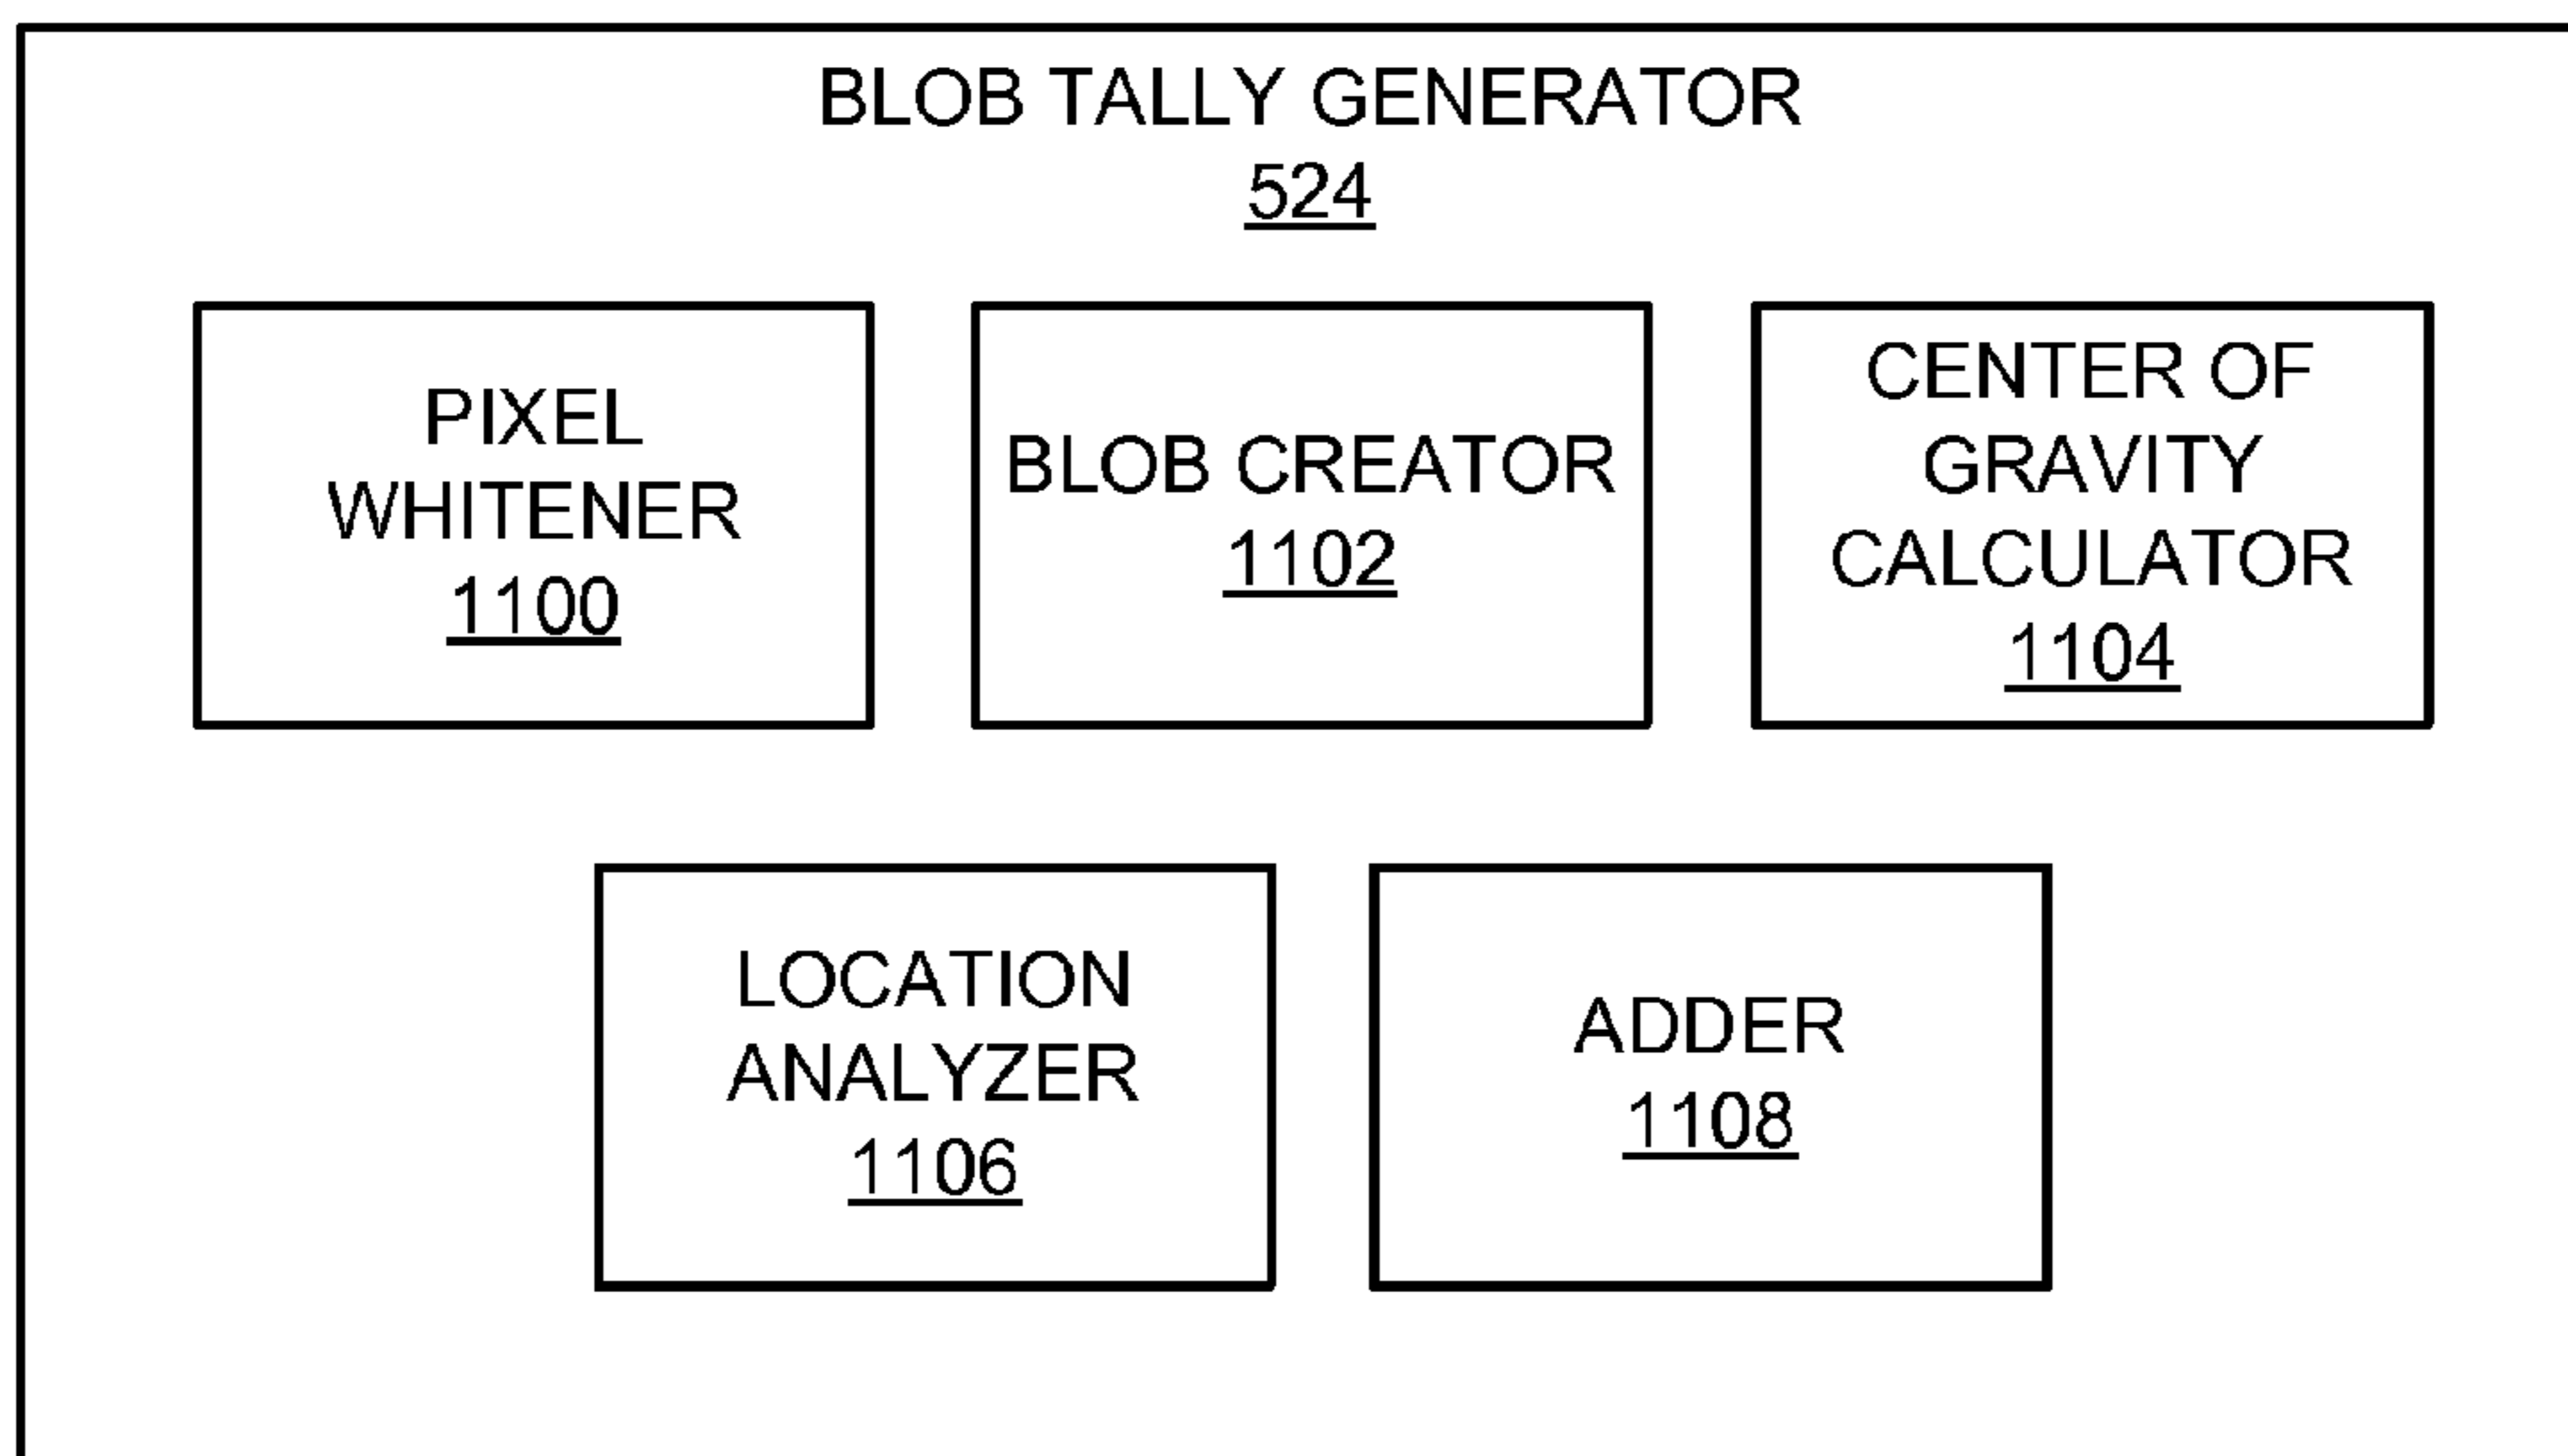 BLOB TALLY GENERATOR
524
PIXEL
WHITENER
1100
BLOB CREATOR
1102
CENTER OF
GRAVITY
CALCULATOR
1104
LOCATION
ANALYZER
1106
ADDER
1108